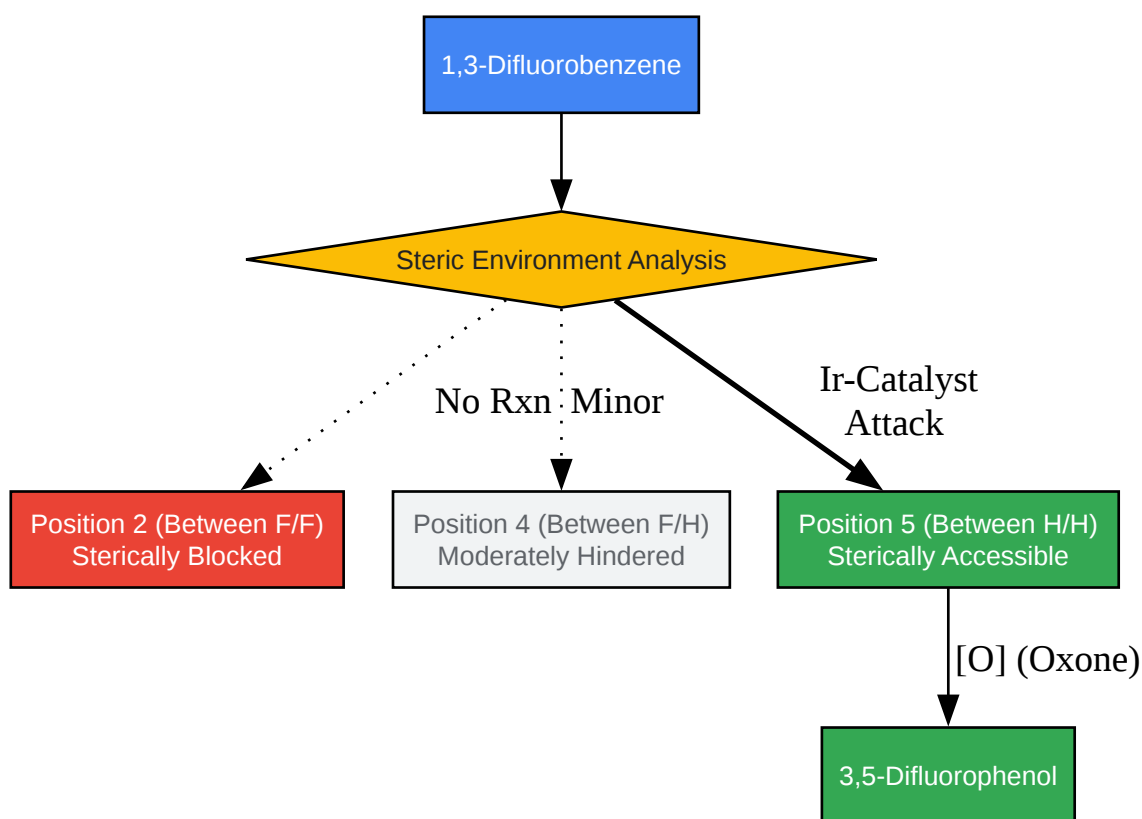 1,3-Difluorobenzene
Steric Environment Analysis
No Rxn
Minor
Ir-Catalyst
Attack
Position 2 (Between F/F)
Sterically Blocked
Position 4 (Between F/H)
Moderately Hindered
Position 5 (Between H/H)
Sterically Accessible
[O] (Oxone)
3,5-Difluorophenol